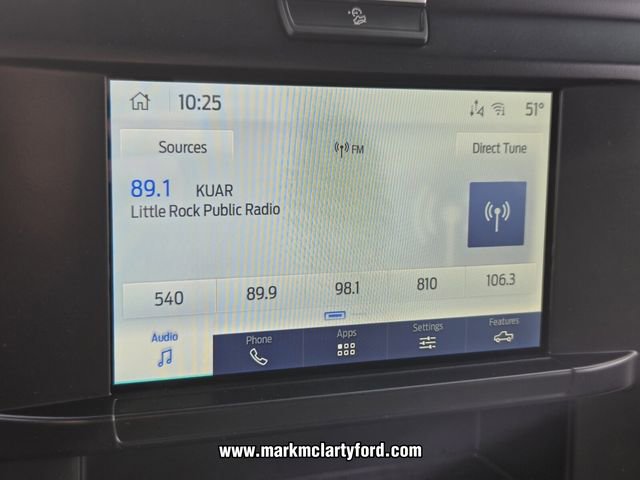 10:25
51°
Sources
FM
Direct Tune
89.1 KUAR
Little Rock Public Radio
540
89.9
98.1
810
106.3
Audio
Phone
Apps
Settings
Features
www.markmclartyford.com